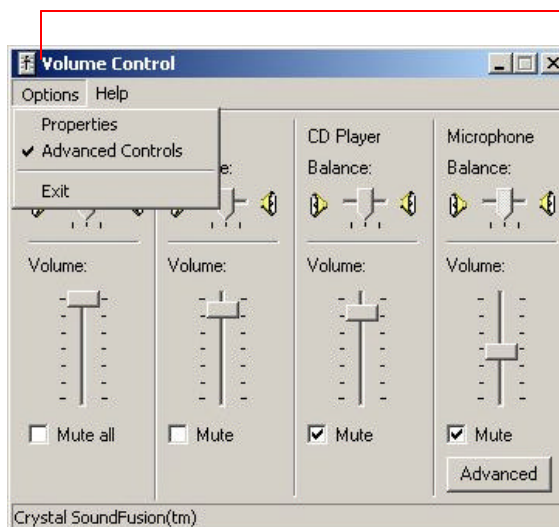 Volume Control
Options Help
Properties
Advanced Controls
Exit
CD Player
Microphone
Balance:
Balance:
Volume:
Volume:
Volume:
Volume:
Mute all
Mute
Mute
Mute
Advanced
Crystal SoundFusion(tm)